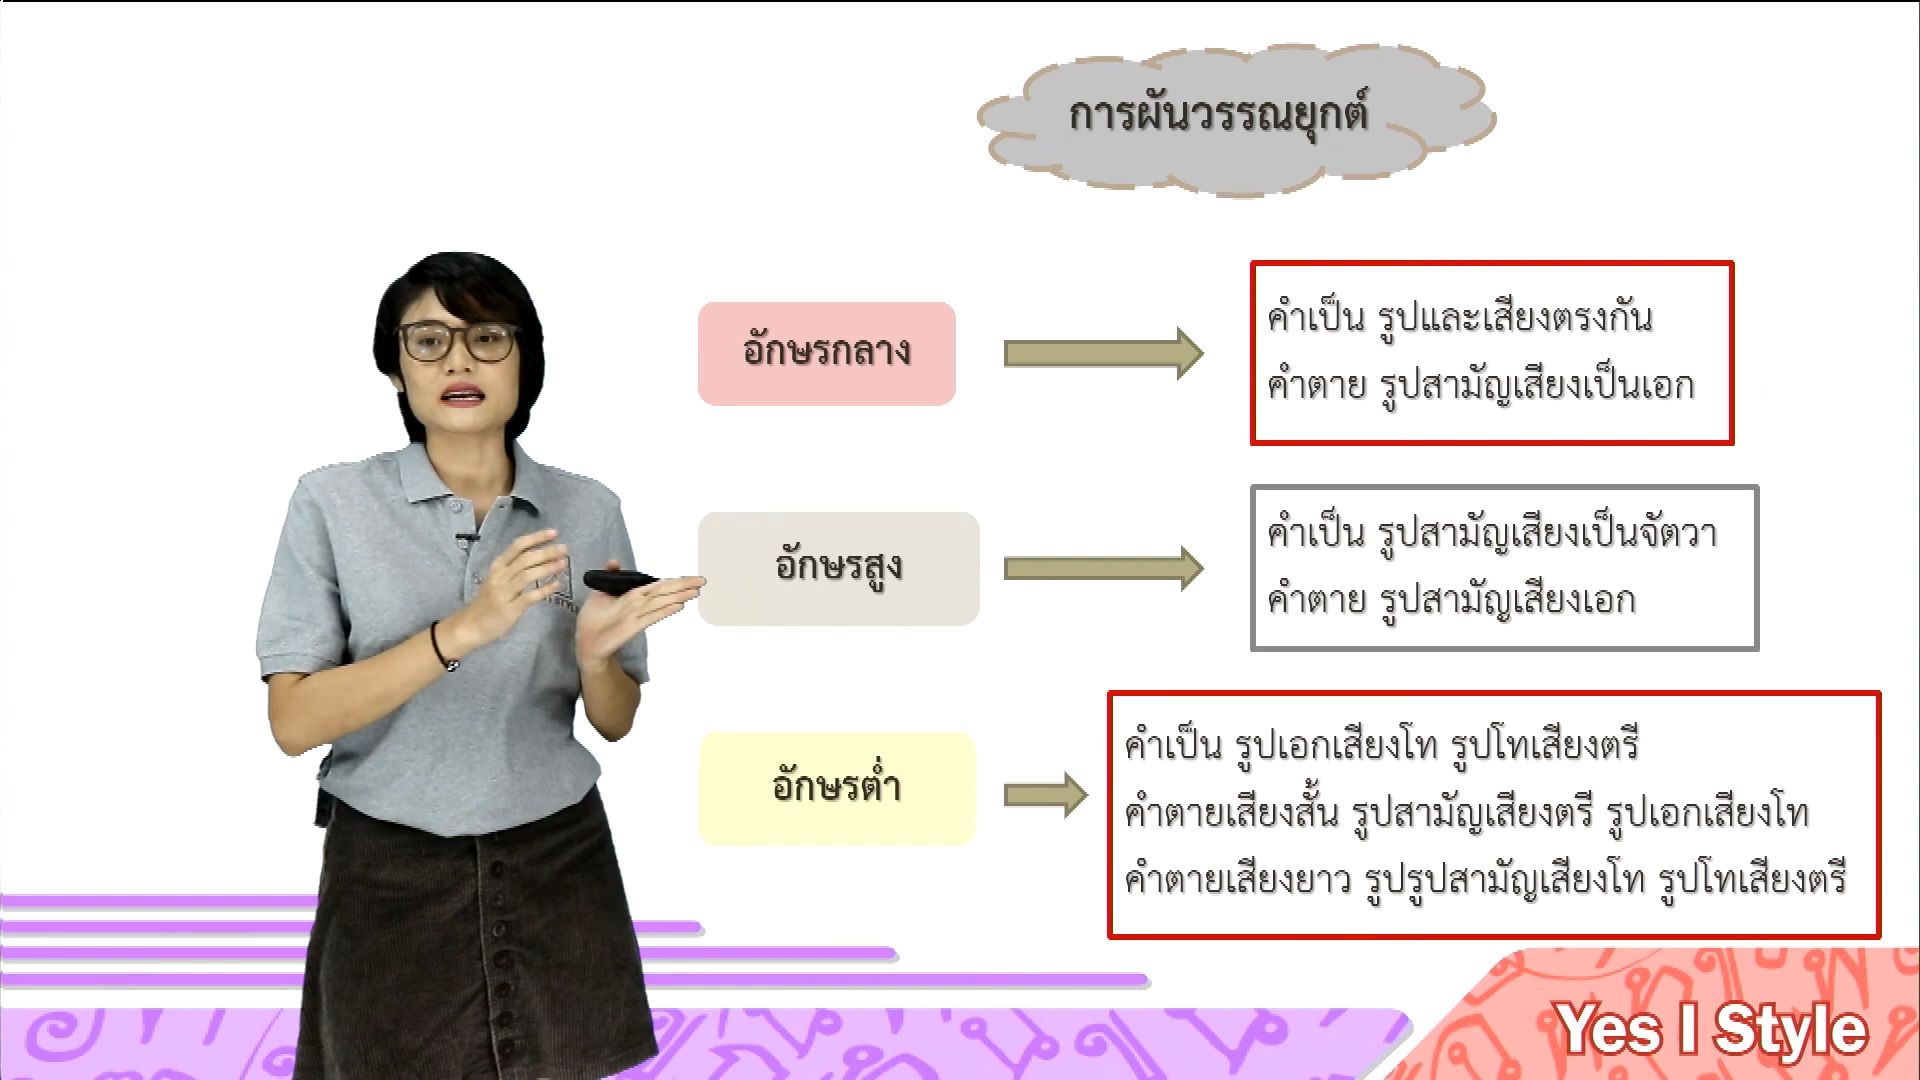 การผันวรรณยุกต์
อักษรกลาง
คำเป็น รูปและเสียงตรงกัน
คำตาย รูปสามัญเสียงเป็นเอก
อักษรสูง
คำเป็น รูปสามัญเสียงเป็นจัตวา
คำตาย รูปสามัญเสียงเอก
อักษรต่ำ
คำเป็น รูปเอกเสียงโท รูปโทเสียงตรี
คำตายเสียงสั้น รูปสามัญเสียงตรี รูปเอกเสียงโท
คำตายเสียงยาว รูปรูปสามัญเสียงโท รูปโทเสียงตรี
Yes I Style